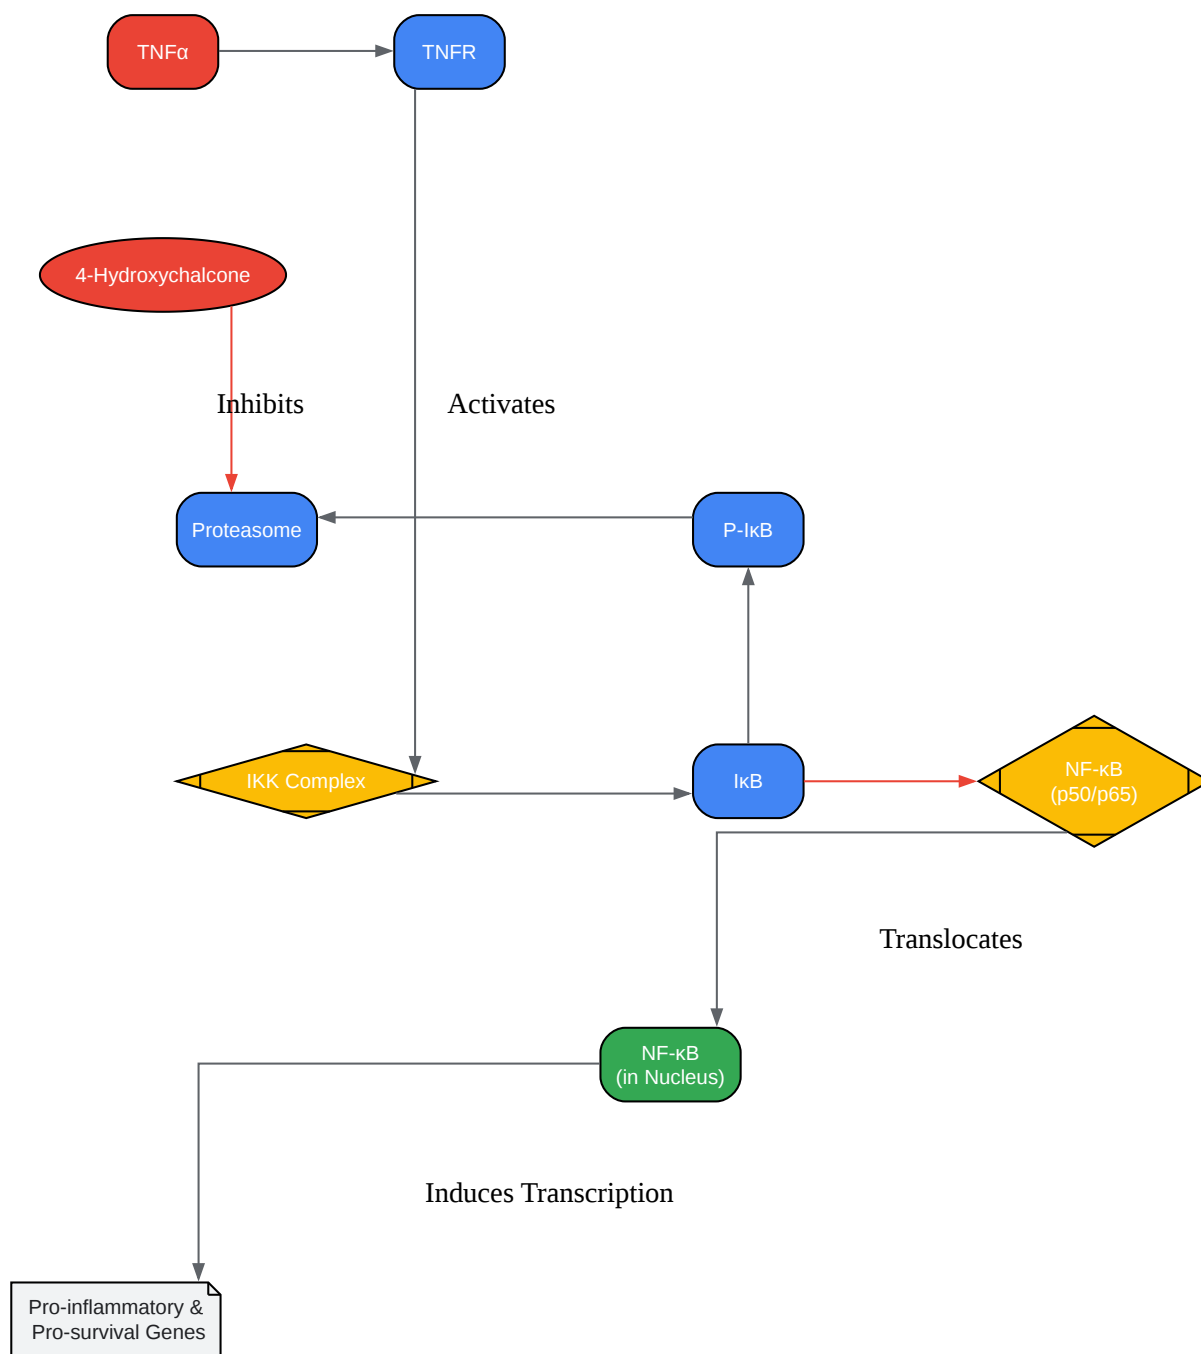 TNFα
TNFR
4-Hydroxychalcone
Inhibits
Activates
Proteasome
P-IκB
IKK Complex
IκB
NF-κB
(p50/p65)
Translocates
NF-κB
(in Nucleus)
Induces Transcription
Pro-inflammatory &
Pro-survival Genes